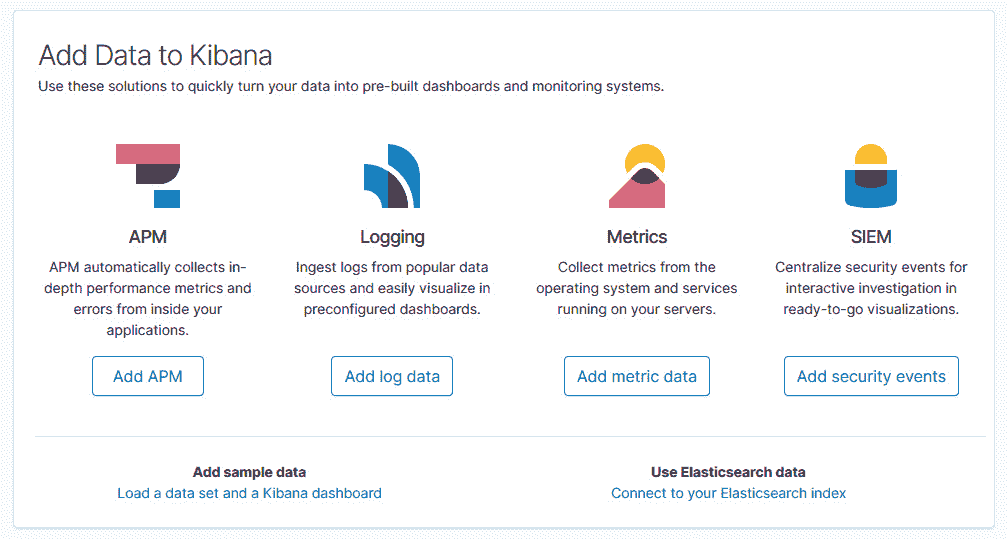 Add Data to Kibana
Use these solutions to quickly turn your data into pre-built dashboards and monitoring systems.
APM
APM automatically collects in-
depth performance metrics and
errors from inside your
applications.
Add APM
Logging
Ingest logs from popular data
sources and easily visualize in
preconfigured dashboards.
Add log data
Metrics
Collect metrics from the
operating system and services
running on your servers.
Add metric data
SIEM
Centralize security events for
interactive investigation in
ready-to-go visualizations.
Add security events
Add sample data
Load a data set and a Kibana dashboard
Use Elasticsearch data
Connect to your Elasticsearch index